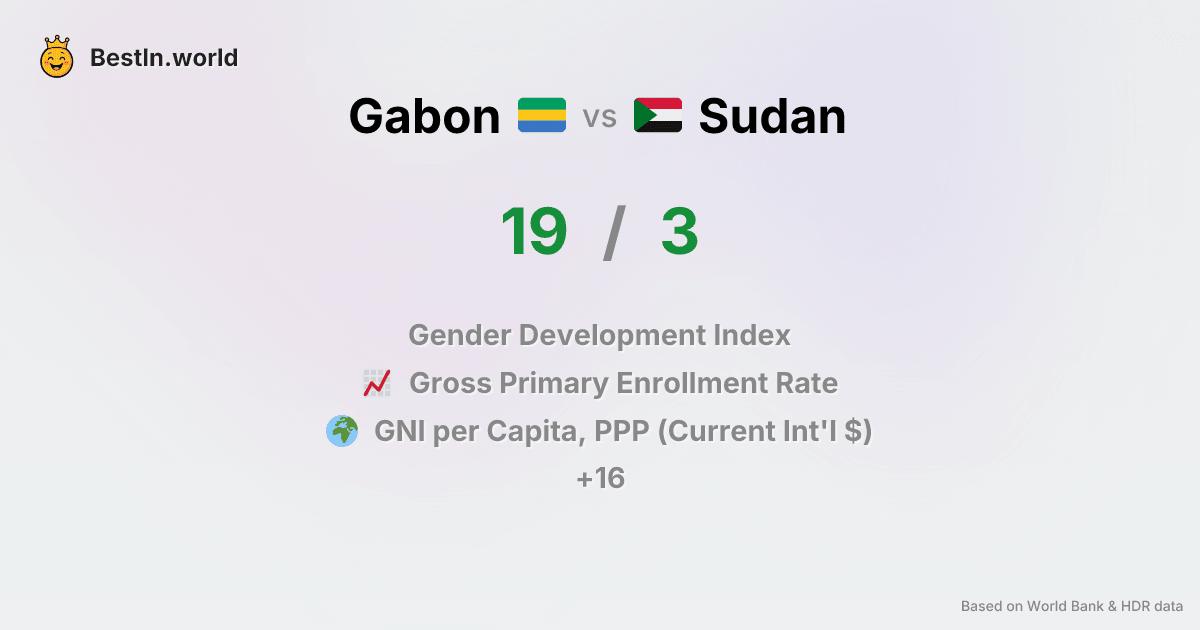 BestIn.world
Gabon vs Sudan
19 / 3
Gender Development Index
Gross Primary Enrollment Rate
GNI per Capita, PPP (Current Int'l $)
+16
Based on World Bank & HDR data